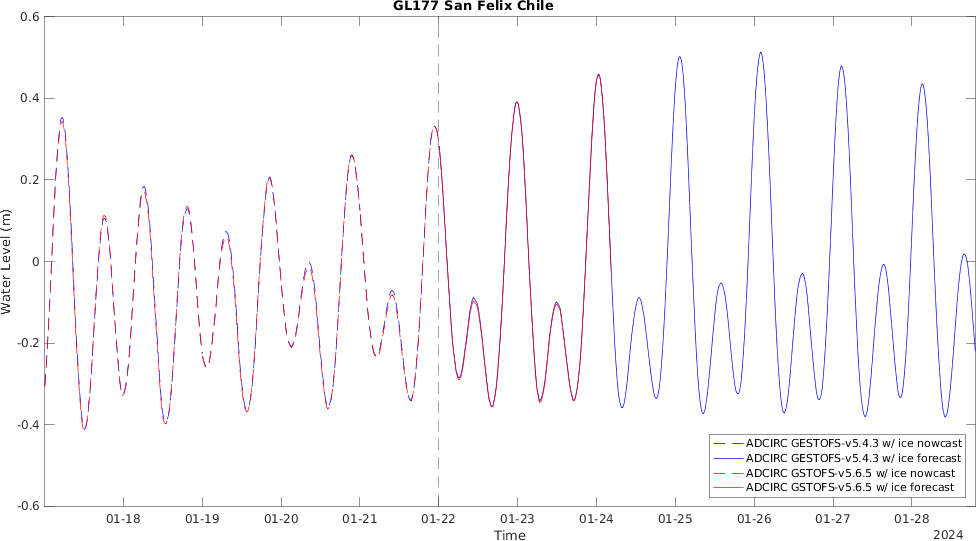 GL177 San Felix Chile
0.6
0.4
0.2
0
-0.2
-0.4
-0.6
Water Level (m)
ADCIRC GESTOFS-v5.4.3 w/ ice nowcast
ADCIRC GESTOFS-v5.4.3 w/ ice forecast
ADCIRC GSTOFS-v5.6.5 w/ ice nowcast
ADCIRC GSTOFS-v5.6.5 w/ ice forecast
01-18 01-19 01-20 01-21 01-22 01-23 01-24 01-25 01-26 01-27 01-28
Time
2024